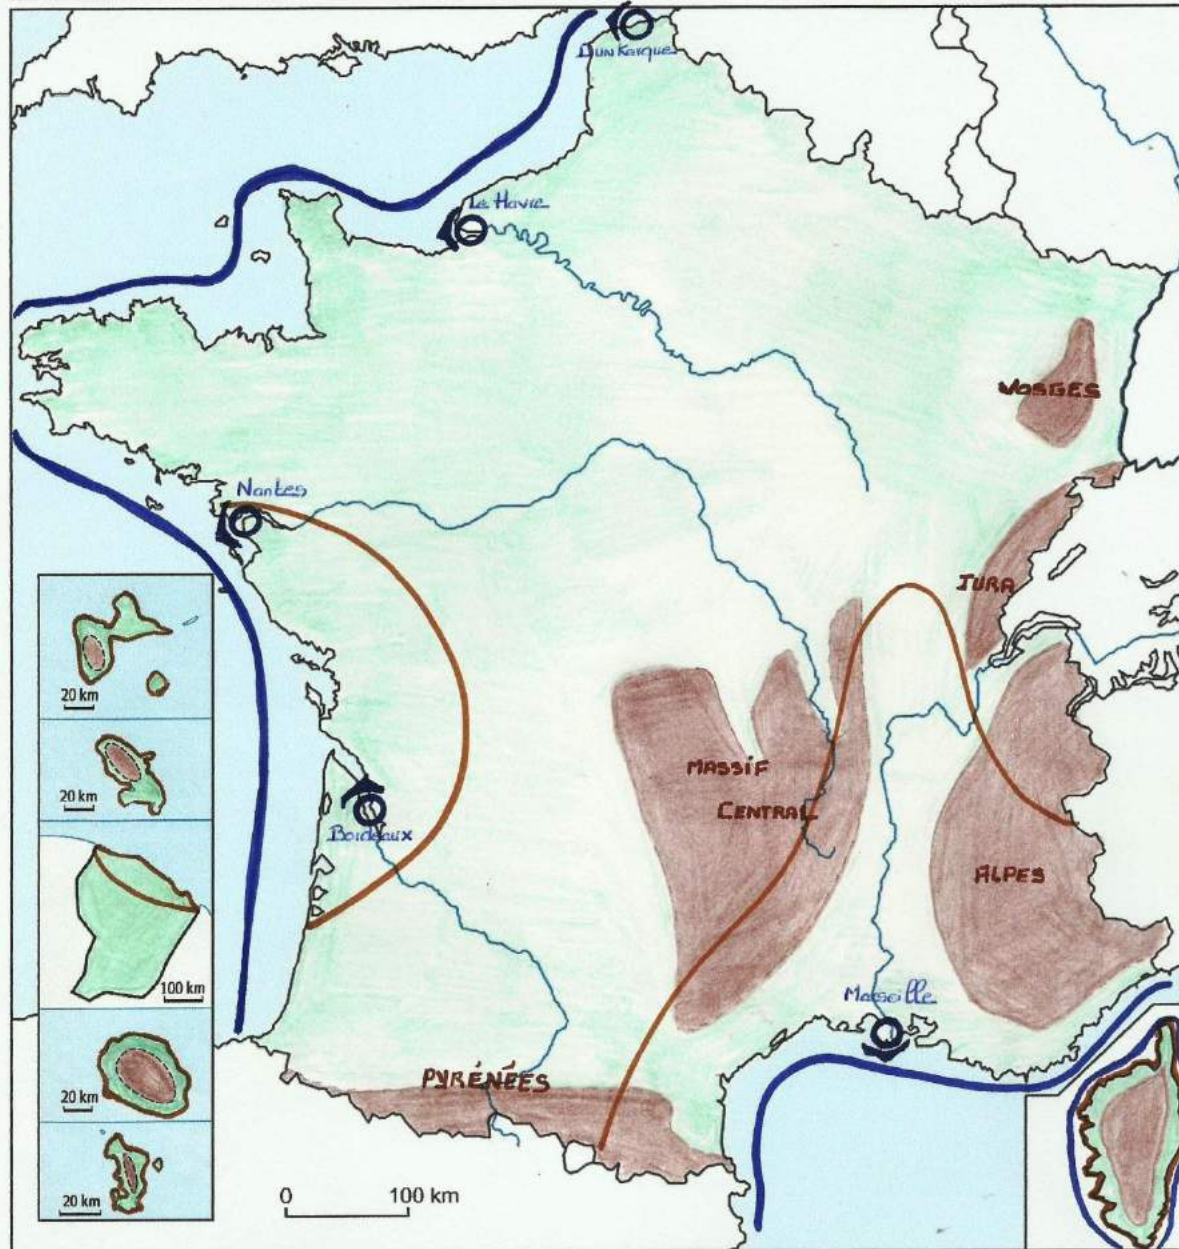 Dunkerque
Le Havre
VOSGES
Nantes
JURA
20 km
MASSIF
20 km
CENTRAL
Bordeaux
ALPES
100 km
Marseille
PYRÉNÉES
20 km
20 km
0 100 km